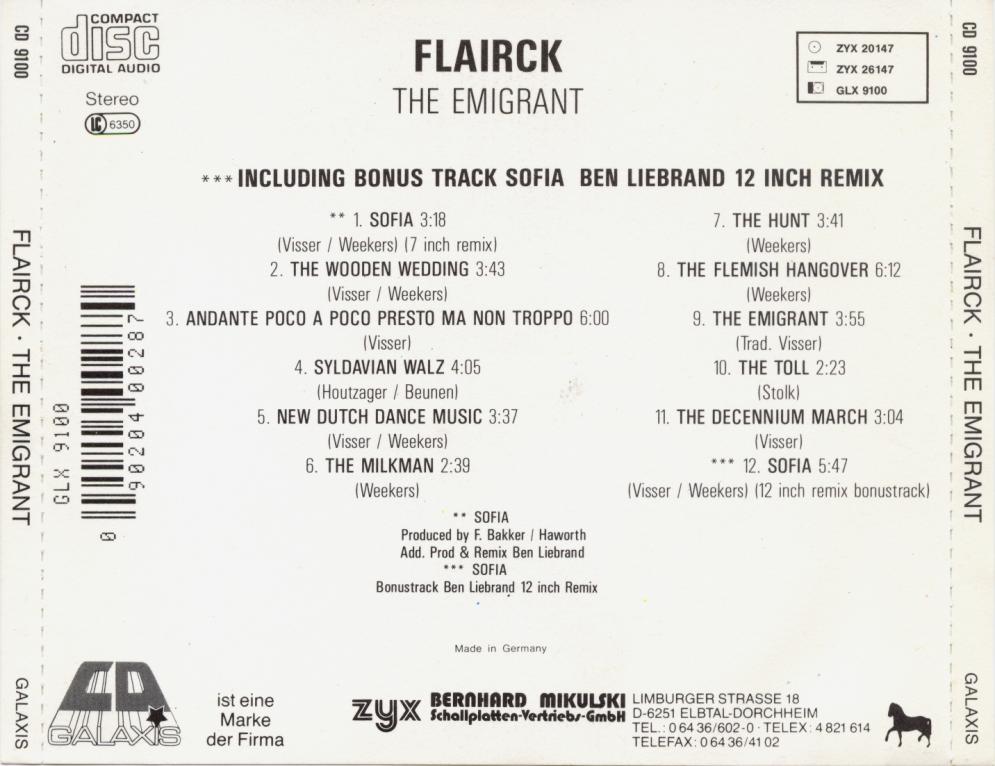 CD 9100
FLAIRCK · THE EMIGRANT
GALAXIS
COMPACT
disc
DIGITAL AUDIO
Stereo
LC 6350
FLAIRCK
THE EMIGRANT
ZYX 20147
ZYX 26147
GLX 9100
***INCLUDING BONUS TRACK SOFIA BEN LIEBRAND 12 INCH REMIX
** 1. SOFIA 3:18
(Visser / Weekers) (7 inch remix)
2. THE WOODEN WEDDING 3:43
(Visser / Weekers)
3. ANDANTE POCO A POCO PRESTO MA NON TROPPO 6:00
(Visser)
4. SYLDAVIAN WALZ 4:05
(Houtzager / Beunen)
5. NEW DUTCH DANCE MUSIC 3:37
(Visser / Weekers)
6. THE MILKMAN 2:39
(Weekers)
7. THE HUNT 3:41
(Weekers)
8. THE FLEMISH HANGOVER 6:12
(Weekers)
9. THE EMIGRANT 3:55
(Trad. Visser)
10. THE TOLL 2:23
(Stolk)
11. THE DECENNIUM MARCH 3:04
(Visser)
*** 12. SOFIA 5:47
(Visser / Weekers) (12 inch remix bonustrack)
** SOFIA
Produced by F. Bakker / Haworth
Add. Prod & Remix Ben Liebrand
*** SOFIA
Bonustrack Ben Liebrand 12 inch Remix
GLX 9100
0 90204 00287
Made in Germany
CD
GALAXIS
ist eine
Marke
der Firma
zyx
BERNHARD MIKULSKI
Schallplatten-Vertriebs-GmbH
LIMBURGER STRASSE 18
D-6251 ELBTAL-DORCHHEIM
TEL.: 0 64 36/602-0 · TELEX: 4 821 614
TELEFAX: 0 64 36/41 02
CD 9100
FLAIRCK · THE EMIGRANT
GALAXIS